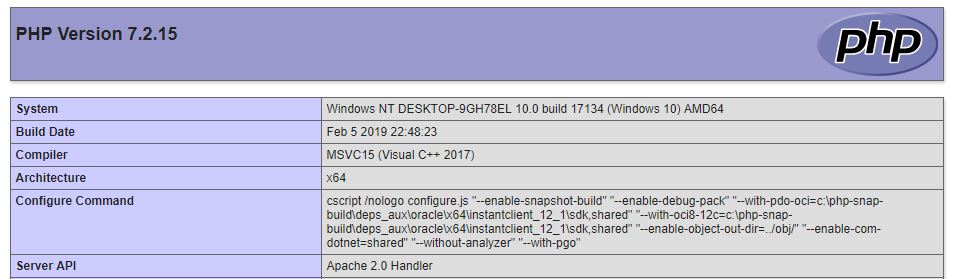 PHP Version 7.2.15
php
System Windows NT DESKTOP-9GH78EL 10.0 build 17134 (Windows 10) AMD64
Build Date Feb 5 2019 22:48:23
Compiler MSVC15 (Visual C++ 2017)
Architecture x64
Configure Command cscript /nologo configure.js "--enable-snapshot-build" "--enable-debug-pack" "--with-pdo-oci=c:\php-snap-
build\deps_aux\oracle\x64\instantclient_12_1\sdk,shared" "--with-oci8-12c=c:\php-snap-
build\deps_aux\oracle\x64\instantclient_12_1\sdk,shared" "--enable-object-out-dir=../obj/" "--enable-com-
dotnet=shared" "--without-analyzer" "--with-pgo"
Server API Apache 2.0 Handler